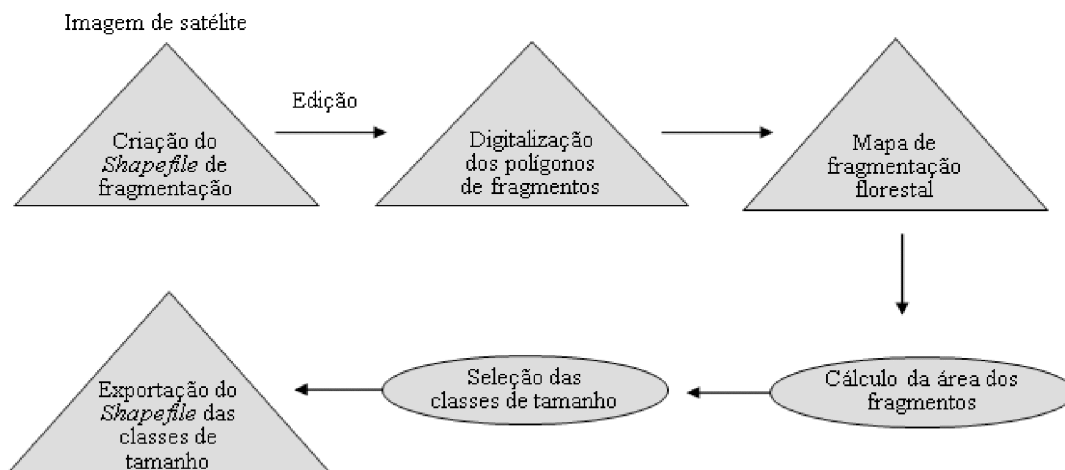 Imagem de satélite
Criação do
Shapefile de
fragmentação
Edição
Digitalização
dos polígonos
de fragmentos
Mapa de
fragmentação
florestal
Cálculo da área dos
fragmentos
Seleção das
classes de tamanho
Exportação do
Shapefile das
classes de
tamanho